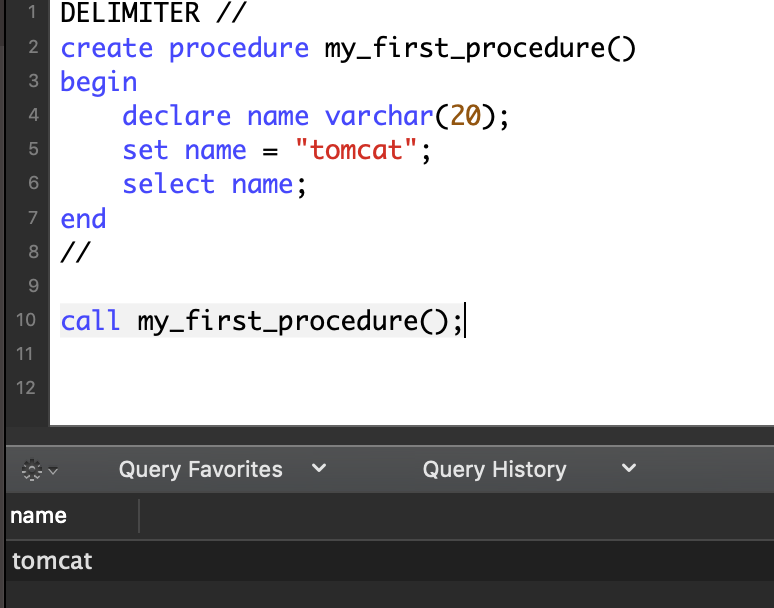 1 DELIMITER //
2 create procedure my_first_procedure()
3 begin
4     declare name varchar(20);
5     set name = "tomcat";
6     select name;
7 end
8 //
9
10 call my_first_procedure();
11
12
Query Favorites Query History
name
tomcat